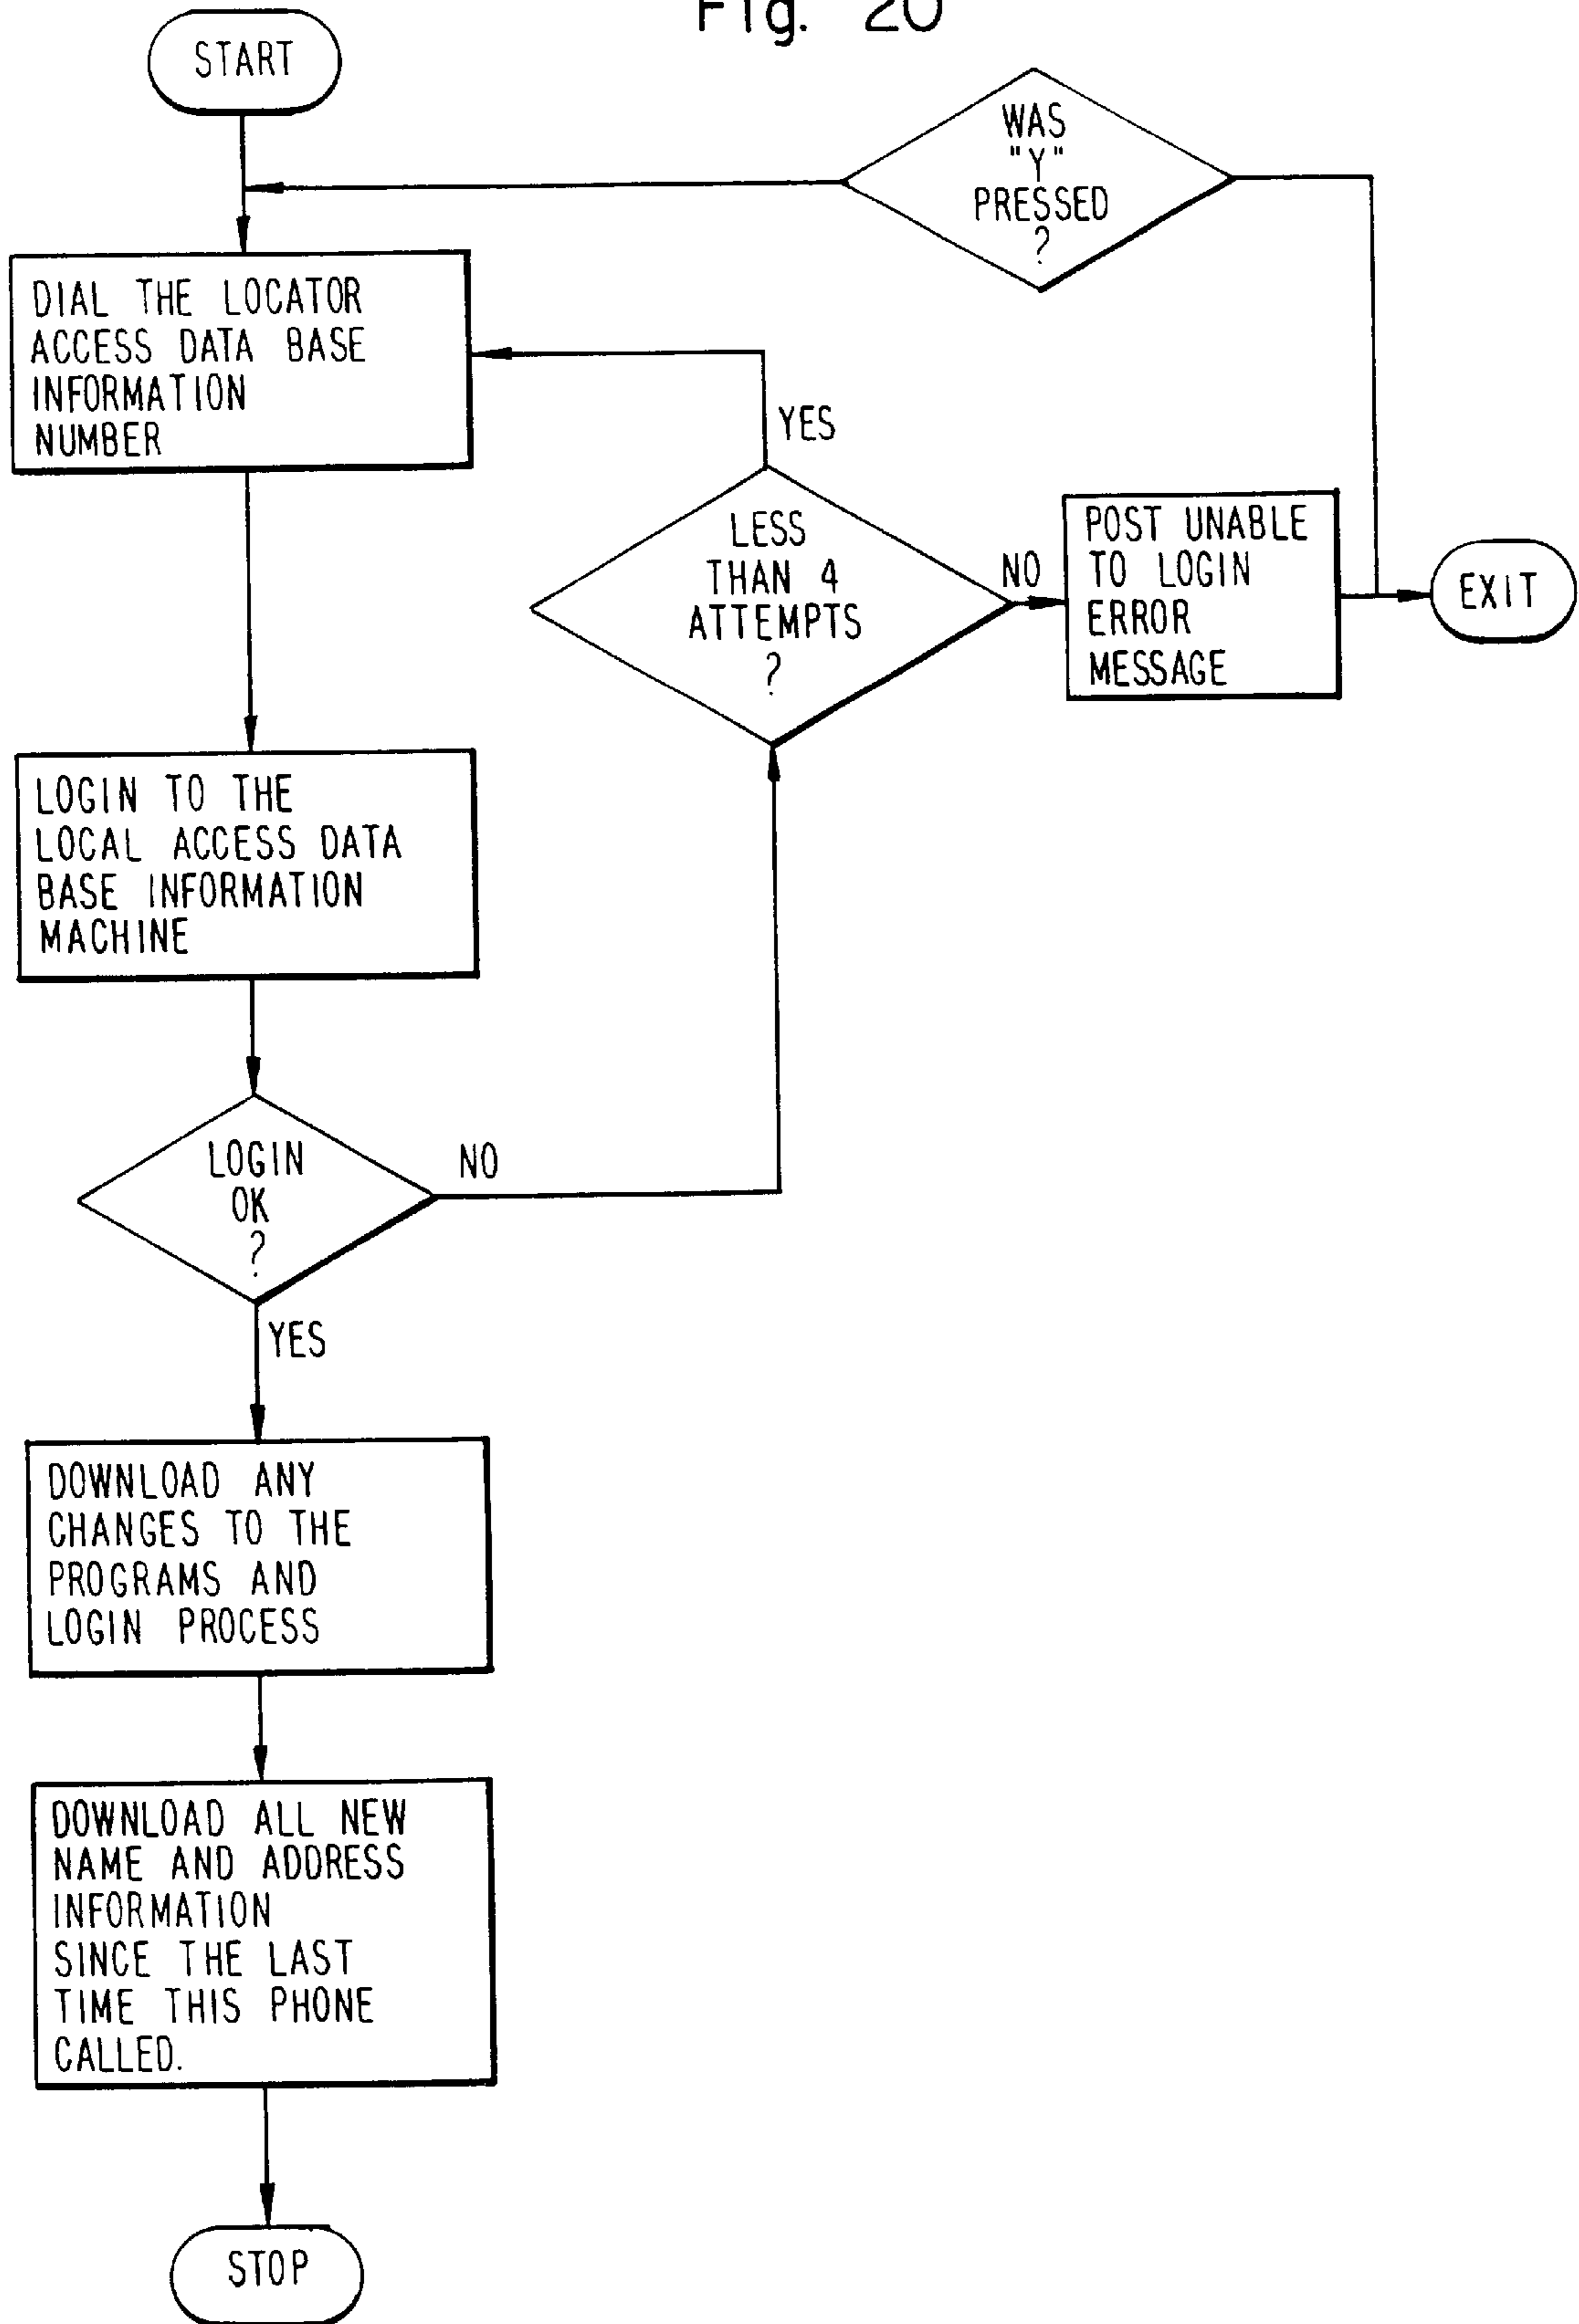 Fig. 20
START
WAS
"Y"
PRESSED
?
DIAL THE LOCATOR
ACCESS DATA BASE
INFORMATION
NUMBER
YES
LESS
THAN 4
ATTEMPTS
?
NO
POST UNABLE
TO LOGIN
ERROR
MESSAGE
EXIT
LOGIN TO THE
LOCAL ACCESS DATA
BASE INFORMATION
MACHINE
LOGIN
OK
?
NO
YES
DOWNLOAD ANY
CHANGES TO THE
PROGRAMS AND
LOGIN PROCESS
DOWNLOAD ALL NEW
NAME AND ADDRESS
INFORMATION
SINCE THE LAST
TIME THIS PHONE
CALLED.
STOP